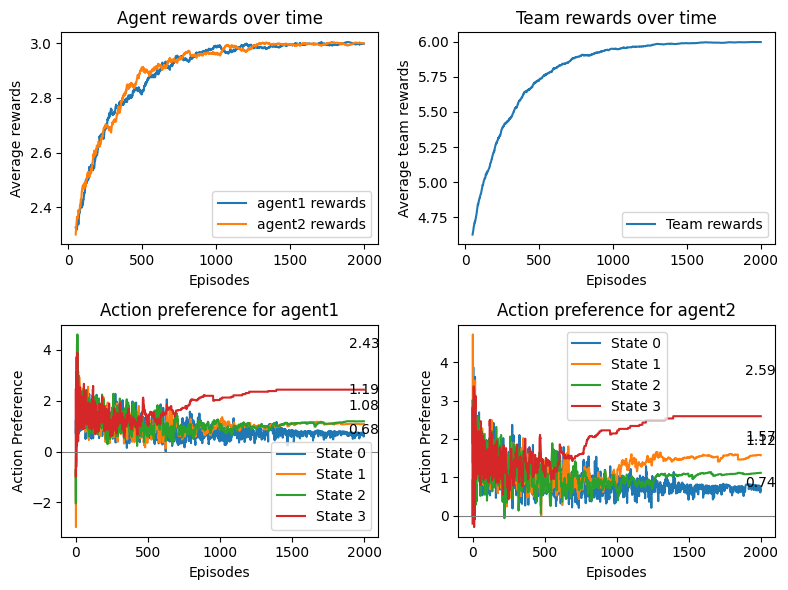 Agent rewards over time
Average rewards
3.0
2.8
2.6
2.4
agent1 rewards
agent2 rewards
0 500 1000 1500 2000
Episodes
Team rewards over time
Average team rewards
6.00
5.75
5.50
5.25
5.00
4.75
Team rewards
0 500 1000 1500 2000
Episodes
Action preference for agent1
Action Preference
4
2
0
−2
2.43
1.19
1.08
0.68
State 0
State 1
State 2
State 3
0 500 1000 1500 2000
Episodes
Action preference for agent2
Action Preference
4
3
2
1
0
State 0
State 1
State 2
State 3
2.59
1.57
1.12
0.74
0 500 1000 1500 2000
Episodes